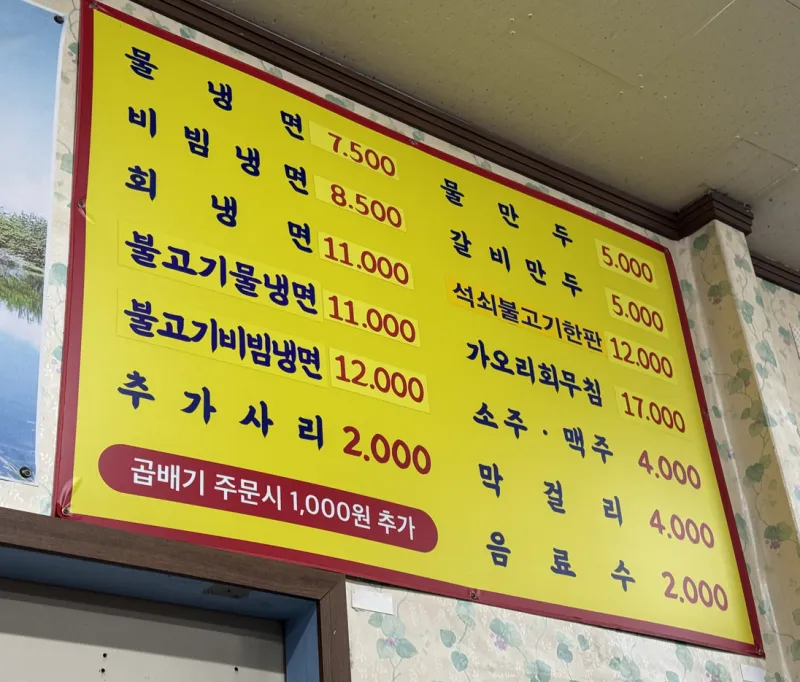 물냉면 7.500
비빔냉면 8.500
회냉면 11.000
불고기물냉면 11.000
불고기비빔냉면 12.000
추가사리 2.000
곱배기 주문시 1,000원 추가
물만두 5.000
갈비만두 5.000
석쇠불고기한판 12.000
가오리회무침 17.000
소주·맥주 4.000
막걸리 4.000
음료수 2.000